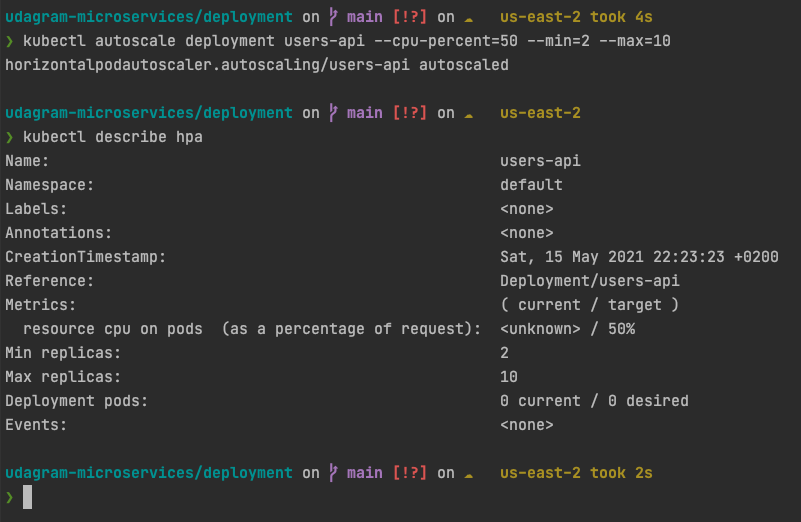 udagram-microservices/deployment on main [!?] on ☁ us-east-2 took 4s
❯ kubectl autoscale deployment users-api --cpu-percent=50 --min=2 --max=10
horizontalpodautoscaler.autoscaling/users-api autoscaled
udagram-microservices/deployment on main [!?] on ☁ us-east-2
❯ kubectl describe hpa
Name: users-api
Namespace: default
Labels: <none>
Annotations: <none>
CreationTimestamp: Sat, 15 May 2021 22:23:23 +0200
Reference: Deployment/users-api
Metrics: ( current / target )
resource cpu on pods (as a percentage of request): <unknown> / 50%
Min replicas: 2
Max replicas: 10
Deployment pods: 0 current / 0 desired
Events: <none>
udagram-microservices/deployment on main [!?] on ☁ us-east-2 took 2s
❯